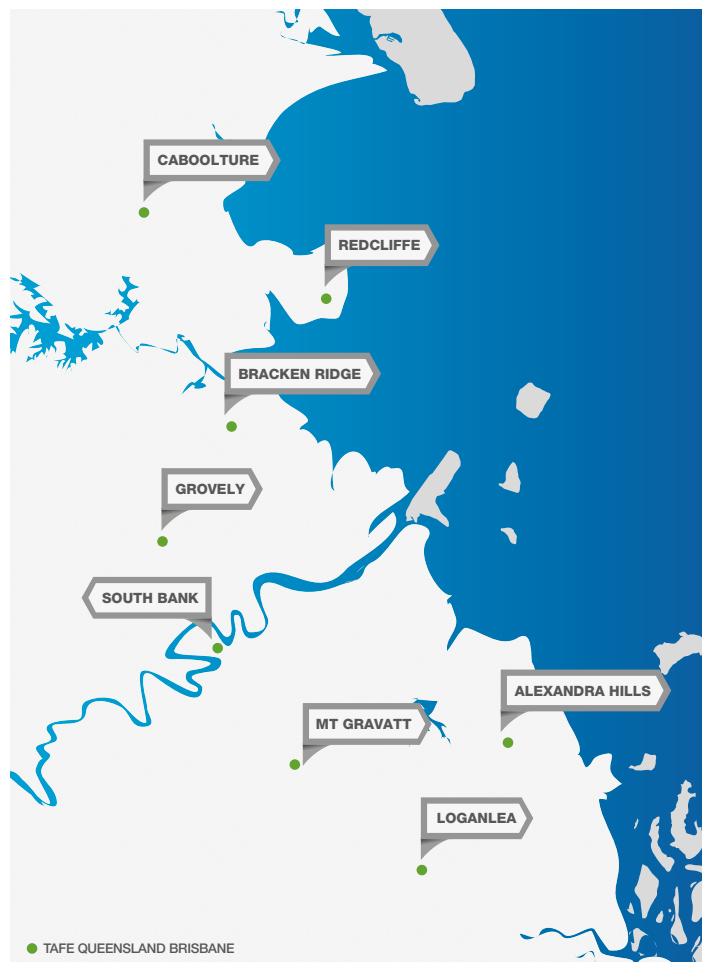 CABOOLTURE
REDCLIFFE
BRACKEN RIDGE
GROVELY
SOUTH BANK
ALEXANDRA HILLS
MT GRAVATT
LOGANLEA
TAFE QUEENSLAND BRISBANE